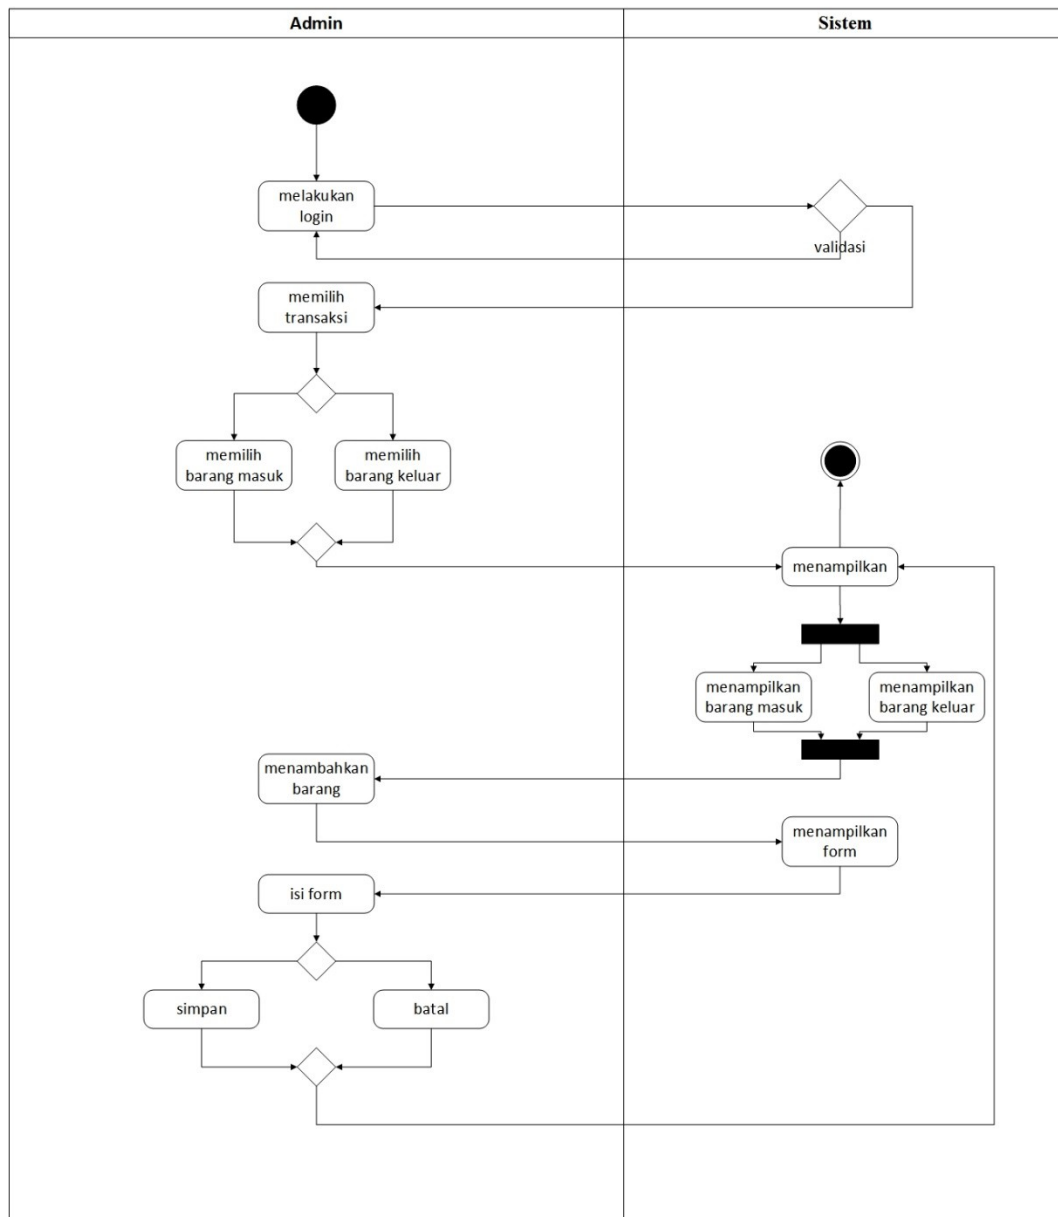 Admin
Sistem
melakukan
login
validasi
memilih
transaksi
memilih
barang masuk
memilih
barang keluar
menampilkan
menampilkan
barang masuk
menampilkan
barang keluar
menambahkan
barang
menampilkan
form
isi form
simpan
batal